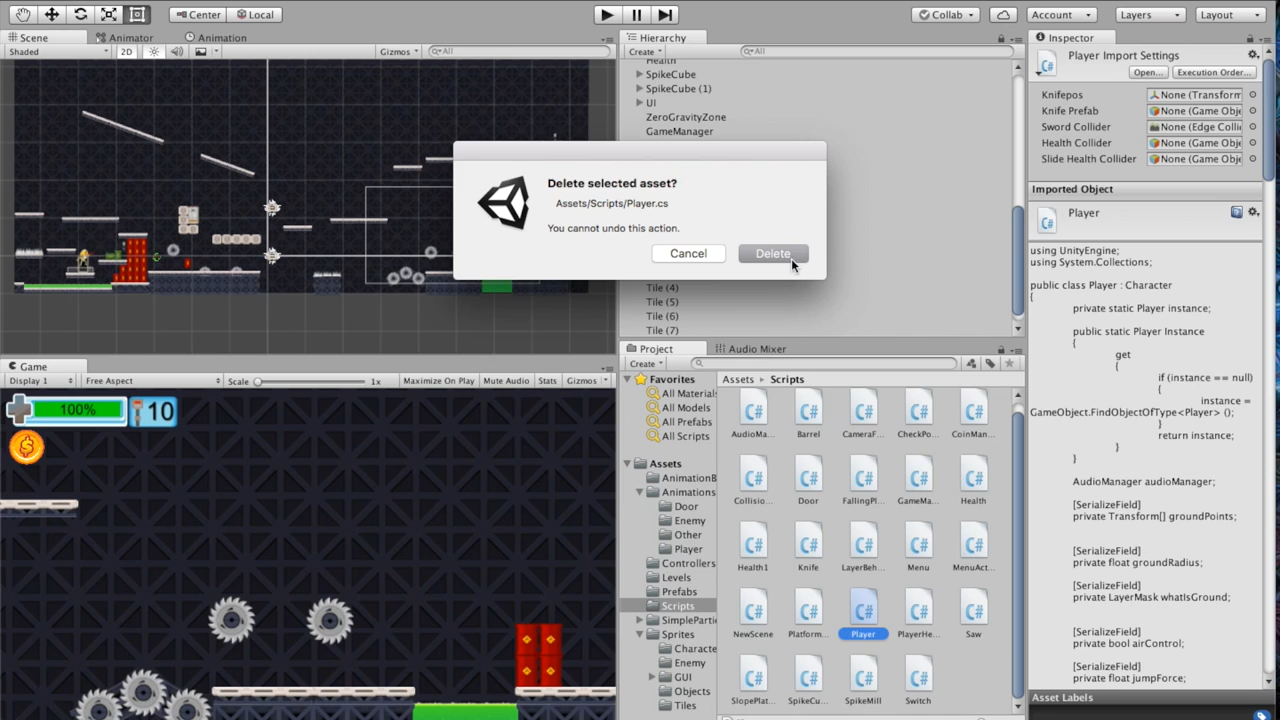 Center
Local
Collab
Account
Layers
Layout
Scene
Animator
Animation
Hierarchy
Inspector
Shaded
2D
Gizmos
All
Create
All
Health
SpikeCube
SpikeCube (1)
UI
ZeroGravityZone
GameManager
Tile (4)
Tile (5)
Tile (6)
Tile (7)
Delete selected asset?
Assets/Scripts/Player.cs
You cannot undo this action.
Cancel
Delete
Player Import Settings
Open...
Execution Order...
Knifepos
None (Transform
Knife Prefab
None (Game Obje
Sword Collider
None (Edge Colli
Health Collider
None (Game Obje
Slide Health Collider
None (Game Obje
Imported Object
Player
using UnityEngine;
using System.Collections;
public class Player : Character
{
private static Player instance;
public static Player Instance
{
get
{
if (instance == null)
{
instance =
GameObject.FindObjectOfType<Player> ();
}
return instance;
}
}
AudioManager audioManager;
[SerializeField]
private Transform[] groundPoints;
[SerializeField]
private float groundRadius;
[SerializeField]
private LayerMask whatIsGround;
[SerializeField]
private bool airControl;
[SerializeField]
private float jumpForce;
Asset Labels
Game
Display 1
Free Aspect
Scale
1x
Maximize On Play
Mute Audio
Stats
Gizmos
100%
10
Project
Audio Mixer
Create
Favorites
All Materials
All Models
All Prefabs
All Scripts
Assets
AnimationB
Animations
Door
Enemy
Other
Player
Controllers
Levels
Prefabs
Scripts
SimplePartic
Sprites
Characte
Enemy
GUI
Objects
Tiles
Assets
Scripts
AudioMa...
Barrel
CameraF...
CheckPo...
CoinMan...
Collisio...
Door
FallingPl...
GameMa...
Health
Health1
Knife
LayerBeh...
Menu
MenuAct...
NewScene
Platform...
Player
PlayerHe...
Saw
SlopePlat...
SpikeCu...
SpikeMill
Switch